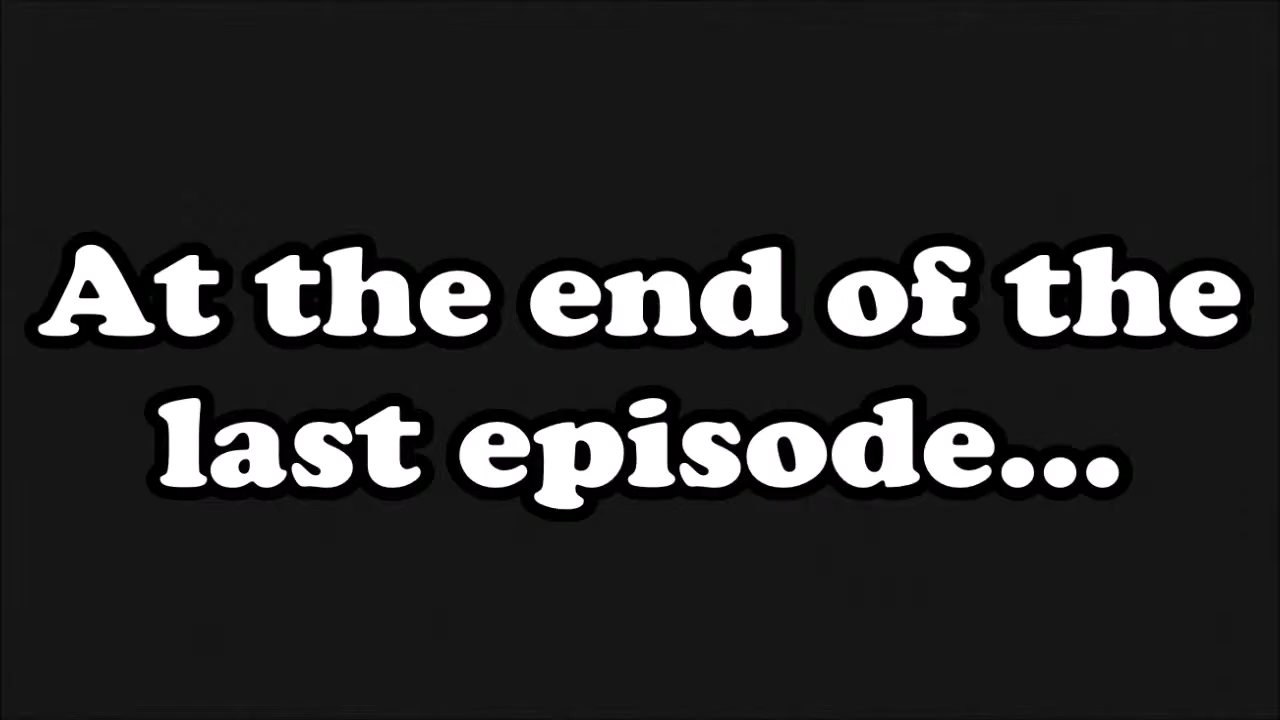 At the end of the
last episode...